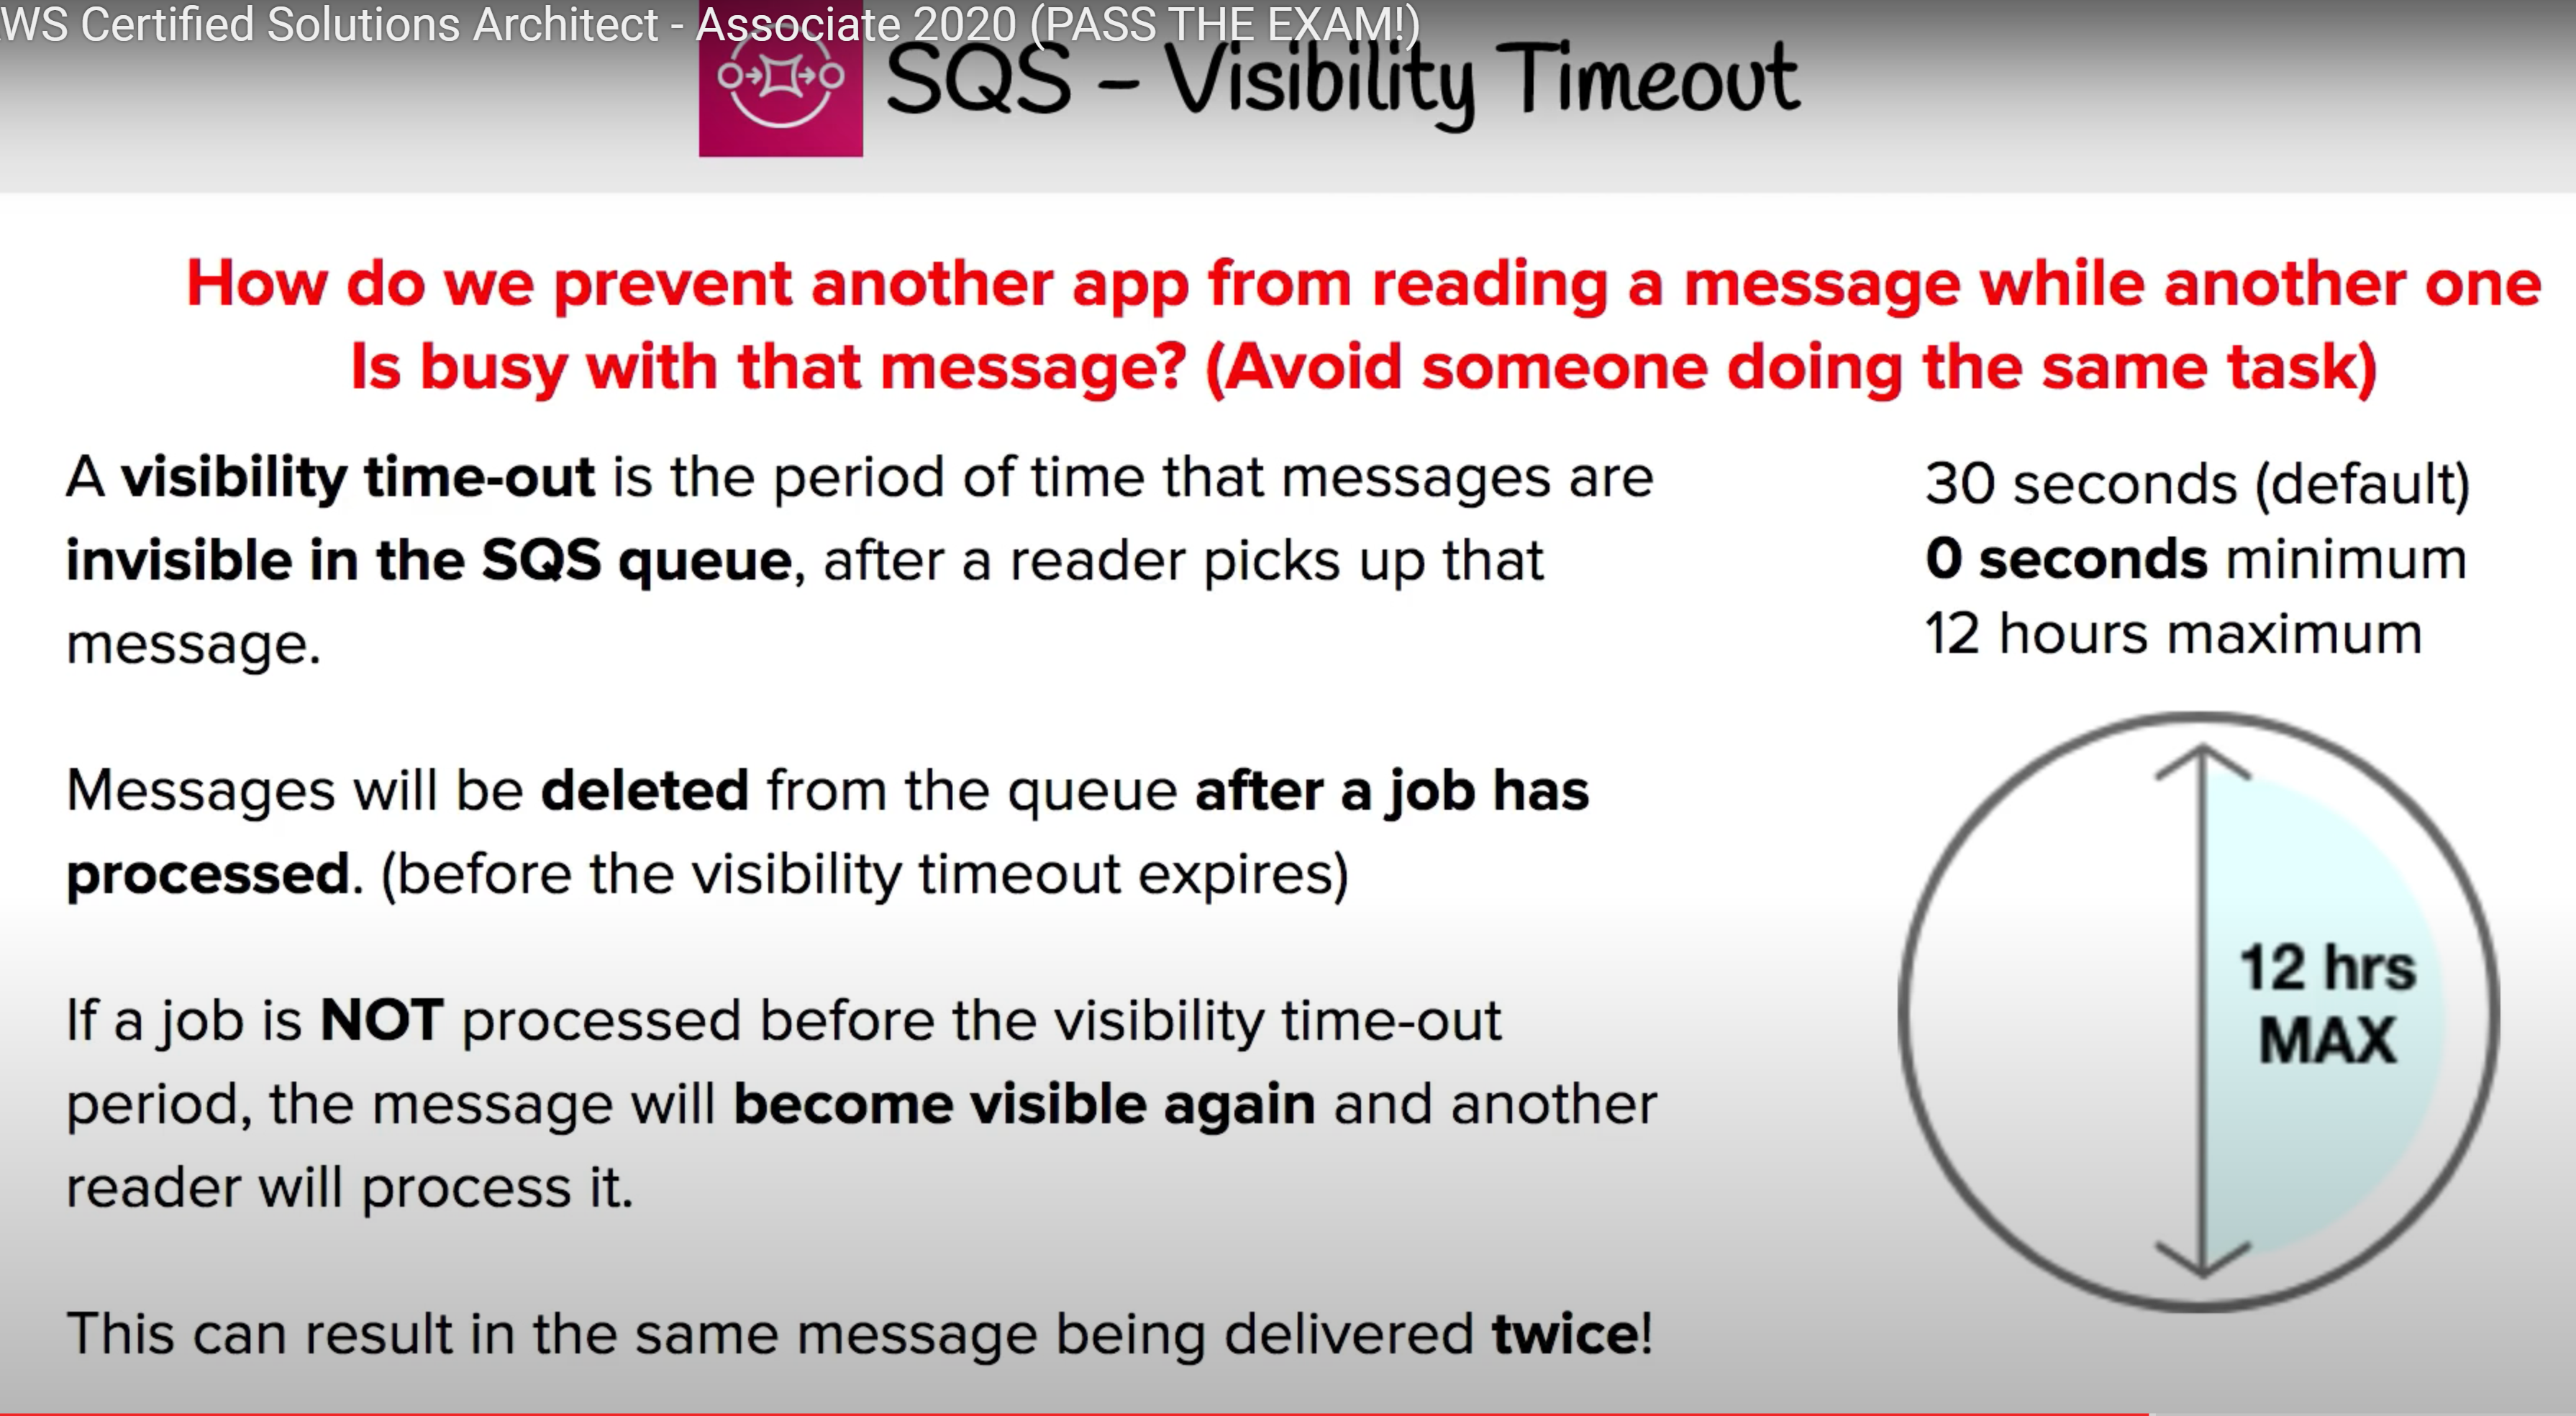 WS Certified Solutions Architect - Associate 2020 (PASS THE EXAM!)
SQS - Visibility Timeout
How do we prevent another app from reading a message while another one
Is busy with that message? (Avoid someone doing the same task)
A visibility time-out is the period of time that messages are
invisible in the SQS queue, after a reader picks up that
message.
Messages will be deleted from the queue after a job has
processed. (before the visibility timeout expires)
If a job is NOT processed before the visibility time-out
period, the message will become visible again and another
reader will process it.
This can result in the same message being delivered twice!
30 seconds (default)
0 seconds minimum
12 hours maximum
12 hrs
MAX